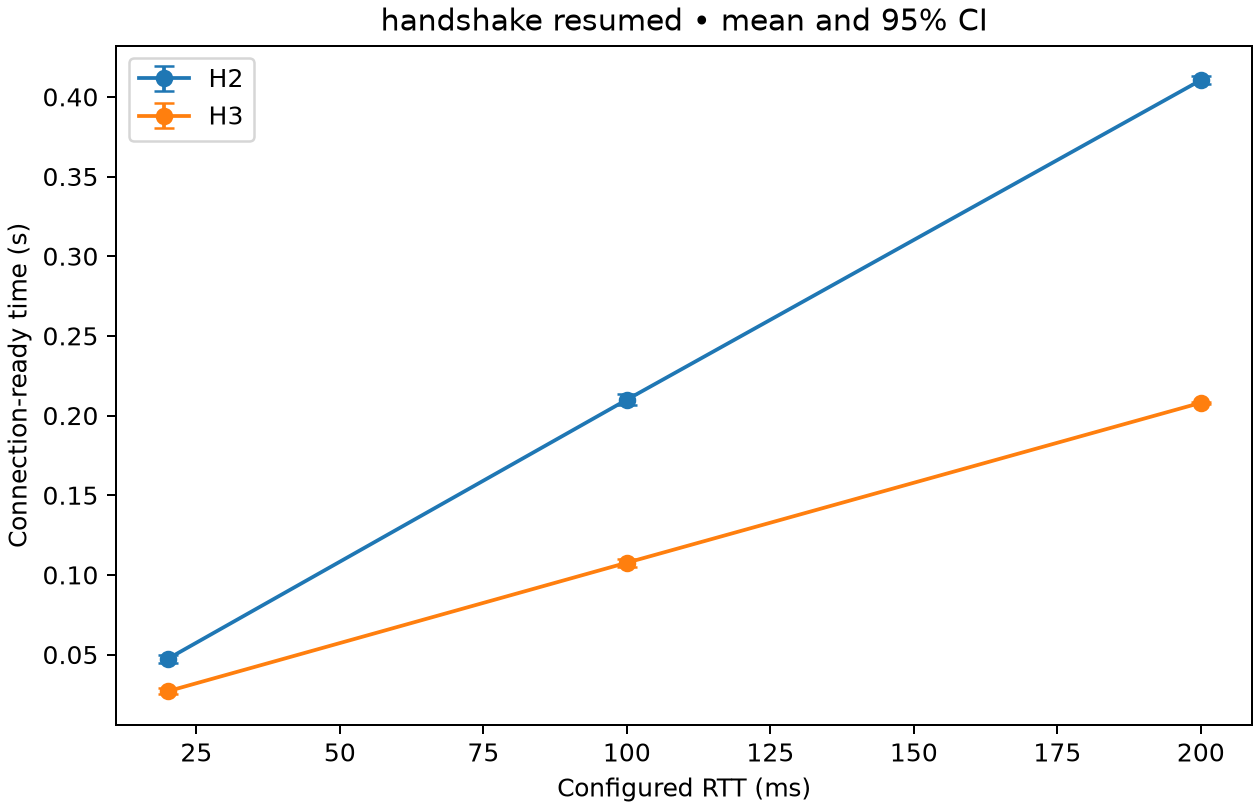 handshake resumed • mean and 95% CI
H2
H3
Connection-ready time (s)
0.40
0.35
0.30
0.25
0.20
0.15
0.10
0.05
25 50 75 100 125 150 175 200
Configured RTT (ms)